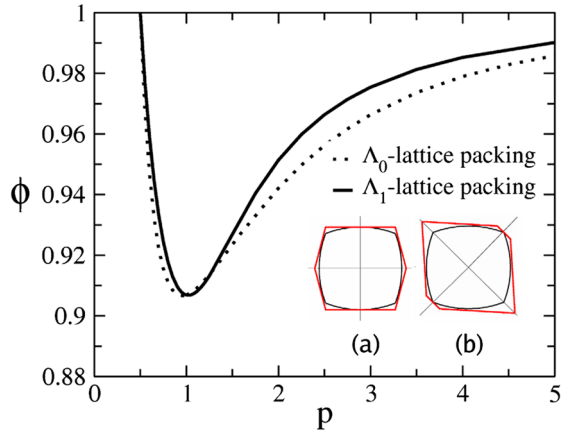 1
0.98
0.96
0.94
0.92
0.9
0.88
ϕ
Λ₀-lattice packing
Λ₁-lattice packing
(a) (b)
0 1 2 3 4 5
p